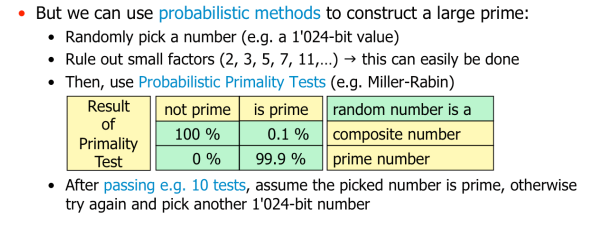 • But we can use probabilistic methods to construct a large prime:
• Randomly pick a number (e.g. a 1'024-bit value)
• Rule out small factors (2, 3, 5, 7, 11,...) → this can easily be done
• Then, use Probabilistic Primality Tests (e.g. Miller-Rabin)
Result of Primality Test not prime is prime random number is a
100 % 0.1 % composite number
0 % 99.9 % prime number
• After passing e.g. 10 tests, assume the picked number is prime, otherwise
try again and pick another 1'024-bit number